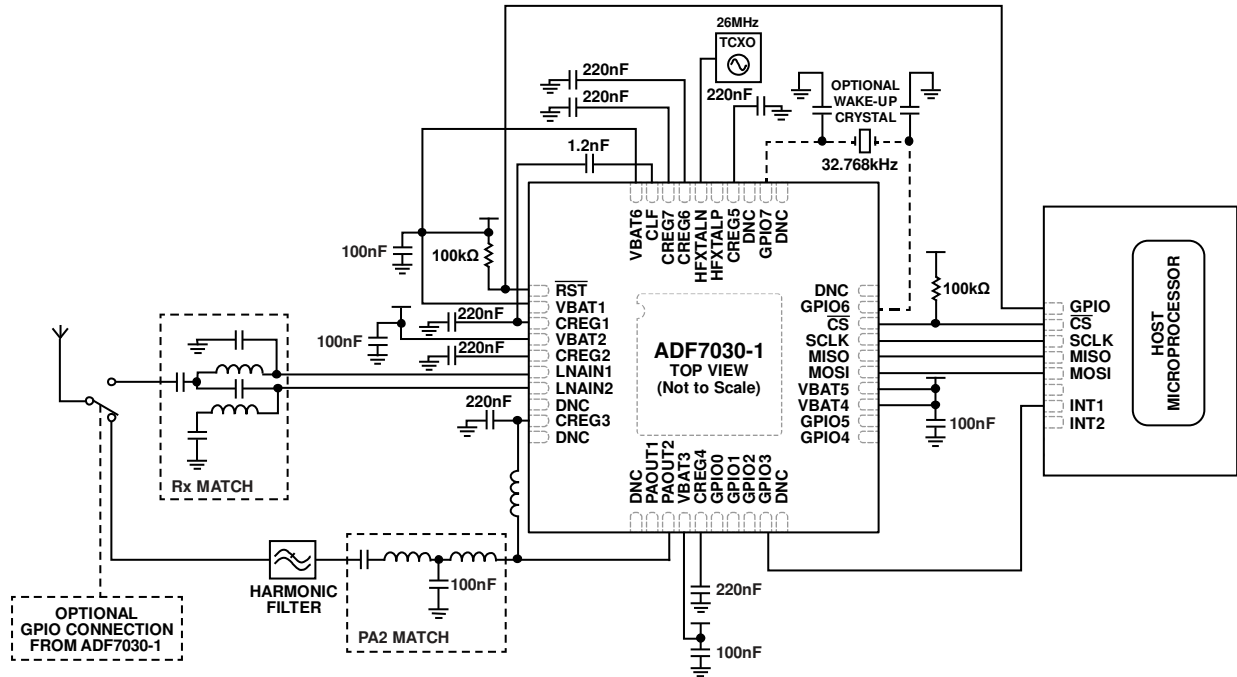 26MHz
TCXO
220nF
220nF
220nF
OPTIONAL
WAKE-UP
CRYSTAL
32.768kHz
1.2nF
VBAT6
CLF
CREG7
CREG6
HFXTALN
HFXTALP
CREG5
DNC
GPIO7
DNC
100nF
100kΩ
RST
VBAT1
CREG1
VBAT2
CREG2
LNAIN1
LNAIN2
DNC
CREG3
DNC
220nF
100nF
220nF
220nF
ADF7030-1
TOP VIEW
(Not to Scale)
DNC
GPIO6
CS
SCLK
MISO
MOSI
VBAT5
VBAT4
GPIO5
GPIO4
100kΩ
100nF
GPIO
CS
SCLK
MISO
MOSI
INT1
INT2
HOST
MICROPROCESSOR
DNC
PAOUT1
PAOUT2
VBAT3
CREG4
GPIO0
GPIO1
GPIO2
GPIO3
DNC
Rx MATCH
HARMONIC
FILTER
100nF
PA2 MATCH
220nF
100nF
OPTIONAL
GPIO CONNECTION
FROM ADF7030-1